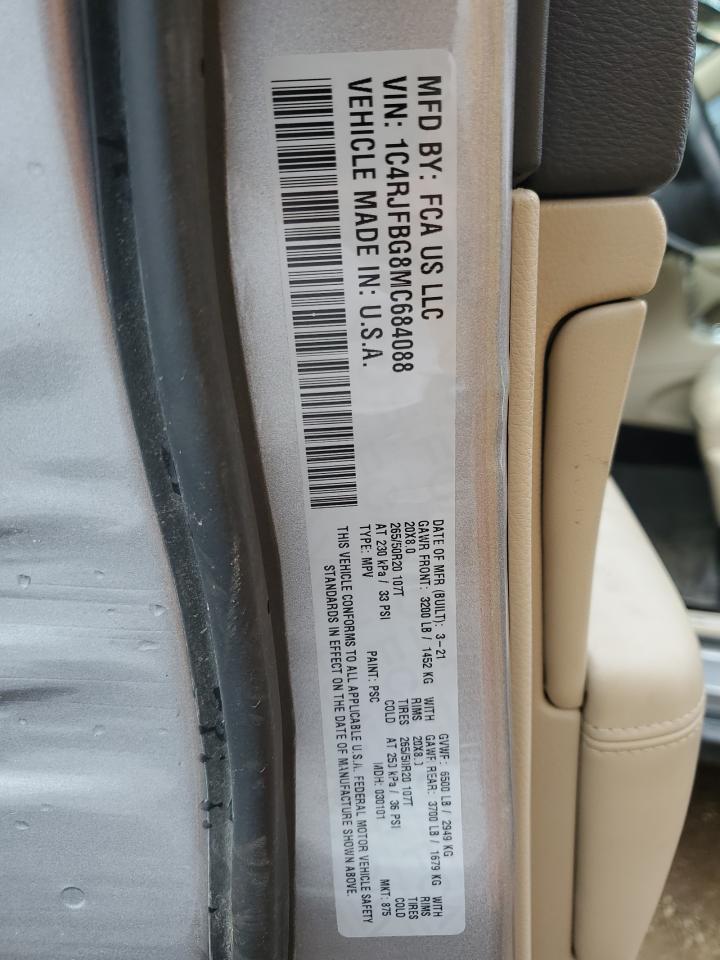 MFD BY: FCA US LLC
VIN: 1C4RJFBG8MC684088
VEHICLE MADE IN: U.S.A.
DATE OF MFR (BUILT): 3-21 GVWF: 6500 LB / 2949 KG
GAWR FRONT: 3200 LB / 1452 KG WITH GAWF REAR: 3700 LB / 1679 KG WITH
20X8.0 RIMS 20X8.) RIMS
265/50R20 107T TIRES 265/50R20 107T TIRES
AT 230 kPa / 33 PSI COLD AT 250 kPa / 36 PSI COLD
TYPE: MPV PAINT: PSC MDH: 030101 MKT: 875
THIS VEHICLE CONFORMS TO ALL APPLICABLE U.S.A. FEDERAL MOTOR VEHICLE SAFETY
STANDARDS IN EFFECT ON THE DATE OF MANUFACTURE SHOWN ABOVE.